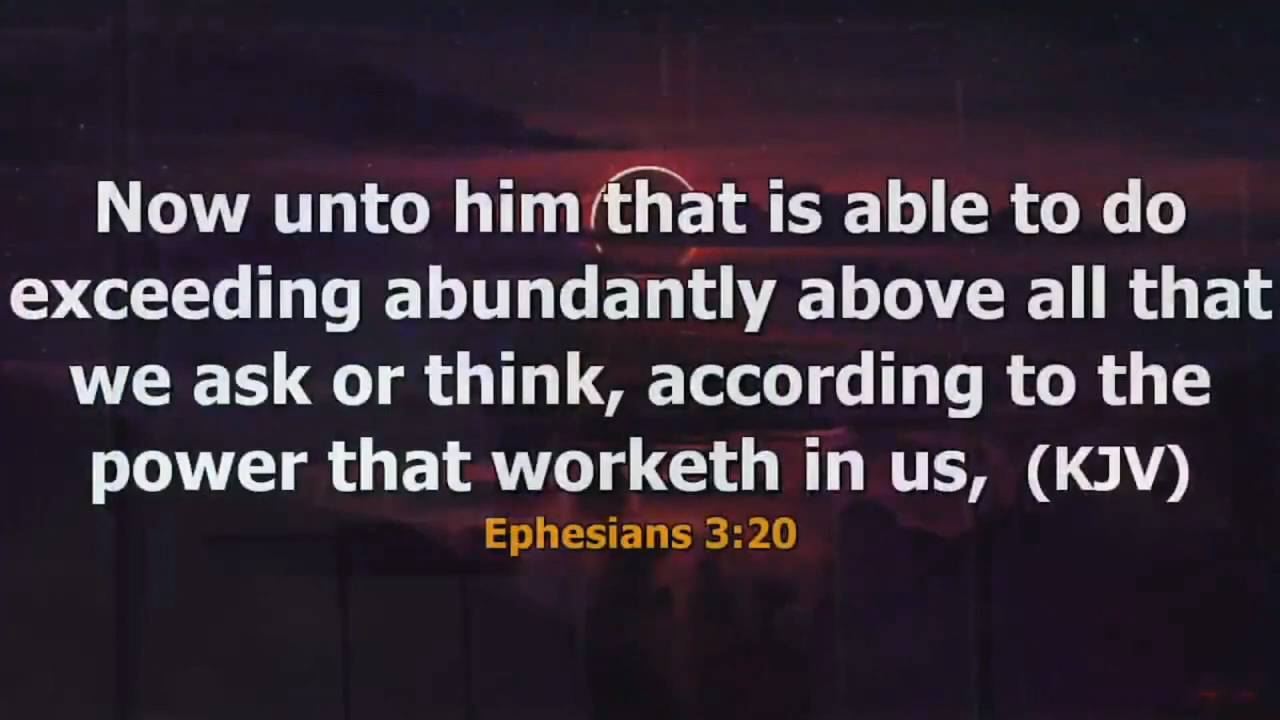 Now unto him that is able to do
exceeding abundantly above all that
we ask or think, according to the
power that worketh in us, (KJV)
Ephesians 3:20